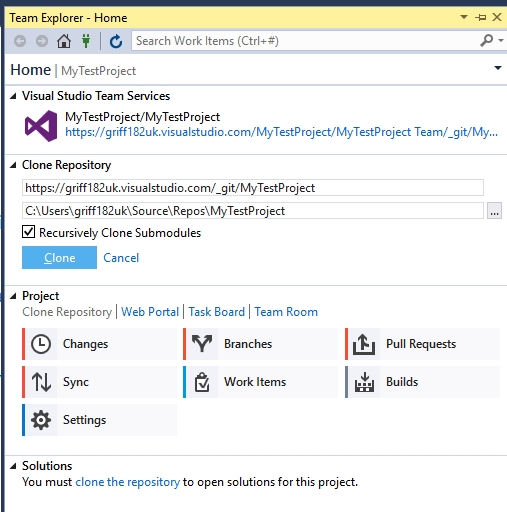 Team Explorer - Home
Search Work Items (Ctrl+#)
Home | MyTestProject
Visual Studio Team Services
MyTestProject/MyTestProject
https://griff182uk.visualstudio.com/MyTestProject/MyTestProject Team/_git/My...
Clone Repository
https://griff182uk.visualstudio.com/_git/MyTestProject
C:\Users\griff182uk\Source\Repos\MyTestProject ...
Recursively Clone Submodules
Clone Cancel
Project
Clone Repository | Web Portal | Task Board | Team Room
Changes Branches Pull Requests
Sync Work Items Builds
Settings
Solutions
You must clone the repository to open solutions for this project.